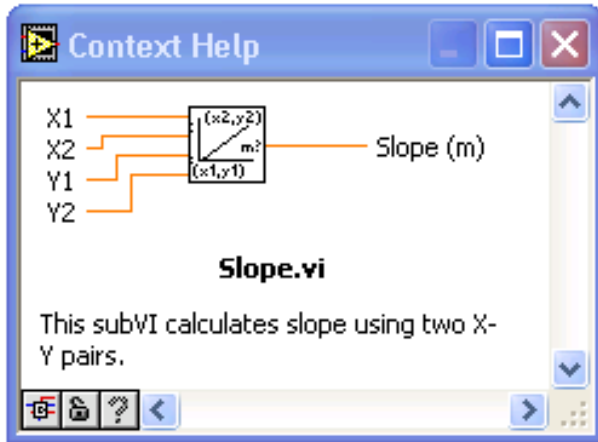 Context Help
X1
X2
Y1
Y2
(x2,y2)
m?
(x1,y1)
Slope (m)
Slope.vi
This subVI calculates slope using two X-
Y pairs.
?